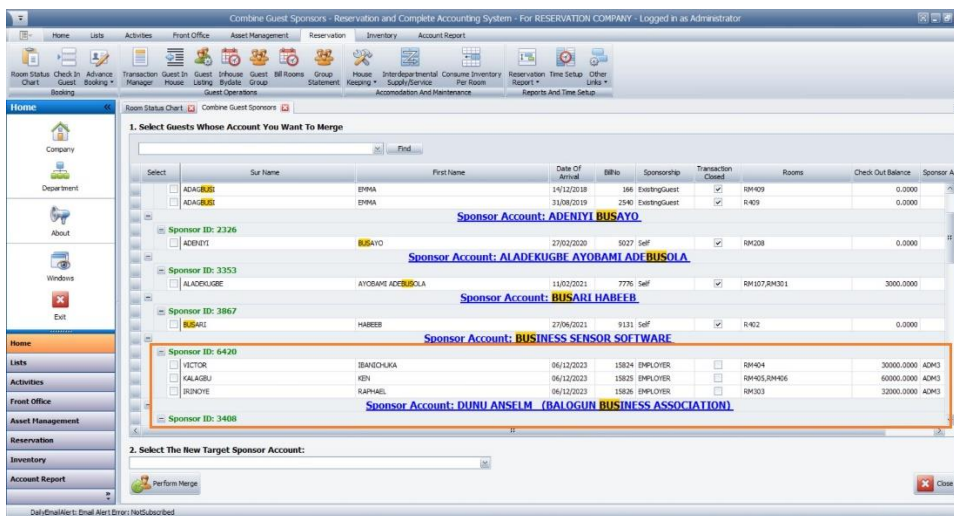 Combine Guest Sponsors - Reservation and Complete Accounting System - For RESERVATION COMPANY - Logged in as Administrator
Home Lists Activities Front Office Asset Management Reservation Inventory Account Report
Room Status Check In Advance Transaction Guest In Guest Inhouse Guest Bill Rooms Group House Interdepartmental Consume Inventory Reservation Time Setup Other
Chart Guest Booking Manager House Listing Bydate Group Statement Keeping Supply/Service Per Room Report Links
Booking Guest Operations Accomodation And Maintenance Reports And Time Setup
Home « Room Status Chart Combine Guest Sponsors
1. Select Guests Whose Account You Want To Merge
Company
Find
Select Sur Name First Name Date Of Arrival BillNo Sponsorship Transaction Closed Rooms Check Out Balance Sponsor A
Department
ADAGBUSI EMMA 14/12/2018 166 ExistingGuest RM409 0.0000
ADAGBUSI EMMA 31/08/2019 2540 ExistingGuest R409 0.0000
Sponsor Account: ADENIYI BUSAYO
About
Sponsor ID: 2326
ADENIYI BUSAYO 27/02/2020 5027 Self RM208 0.0000
Sponsor Account: ALADEKUGBE AYOBAMI ADEBUSOLA
Windows
Sponsor ID: 3353
ALADEKUGBE AYOBAMI ADEBUSOLA 11/02/2021 7776 Self RM107,RM301 3000.0000
Sponsor Account: BUSARI HABEEB
Exit
Sponsor ID: 3867
BUSARI HABEEB 27/06/2021 9131 Self R402 0.0000
Sponsor Account: BUSINESS SENSOR SOFTWARE
Home
Sponsor ID: 6420
Lists
VICTOR IBANICHUKA 06/12/2023 15824 EMPLOYER RM404 30000.0000 ADM3
KALAGBU KEN 06/12/2023 15825 EMPLOYER RM405,RM406 60000.0000 ADM3
Activities
IRINOYE RAPHAEL 06/12/2023 15826 EMPLOYER RM303 32000.0000 ADM3
Front Office
Sponsor Account: DUNU ANSELM (BALOGUN BUSINESS ASSOCIATION)
Asset Management
Sponsor ID: 3408
Reservation
Inventory
2. Select The New Target Sponsor Account:
Account Report
Perform Merge Close
DailyEmailAlert: Email Alert Error: NotSubscribed